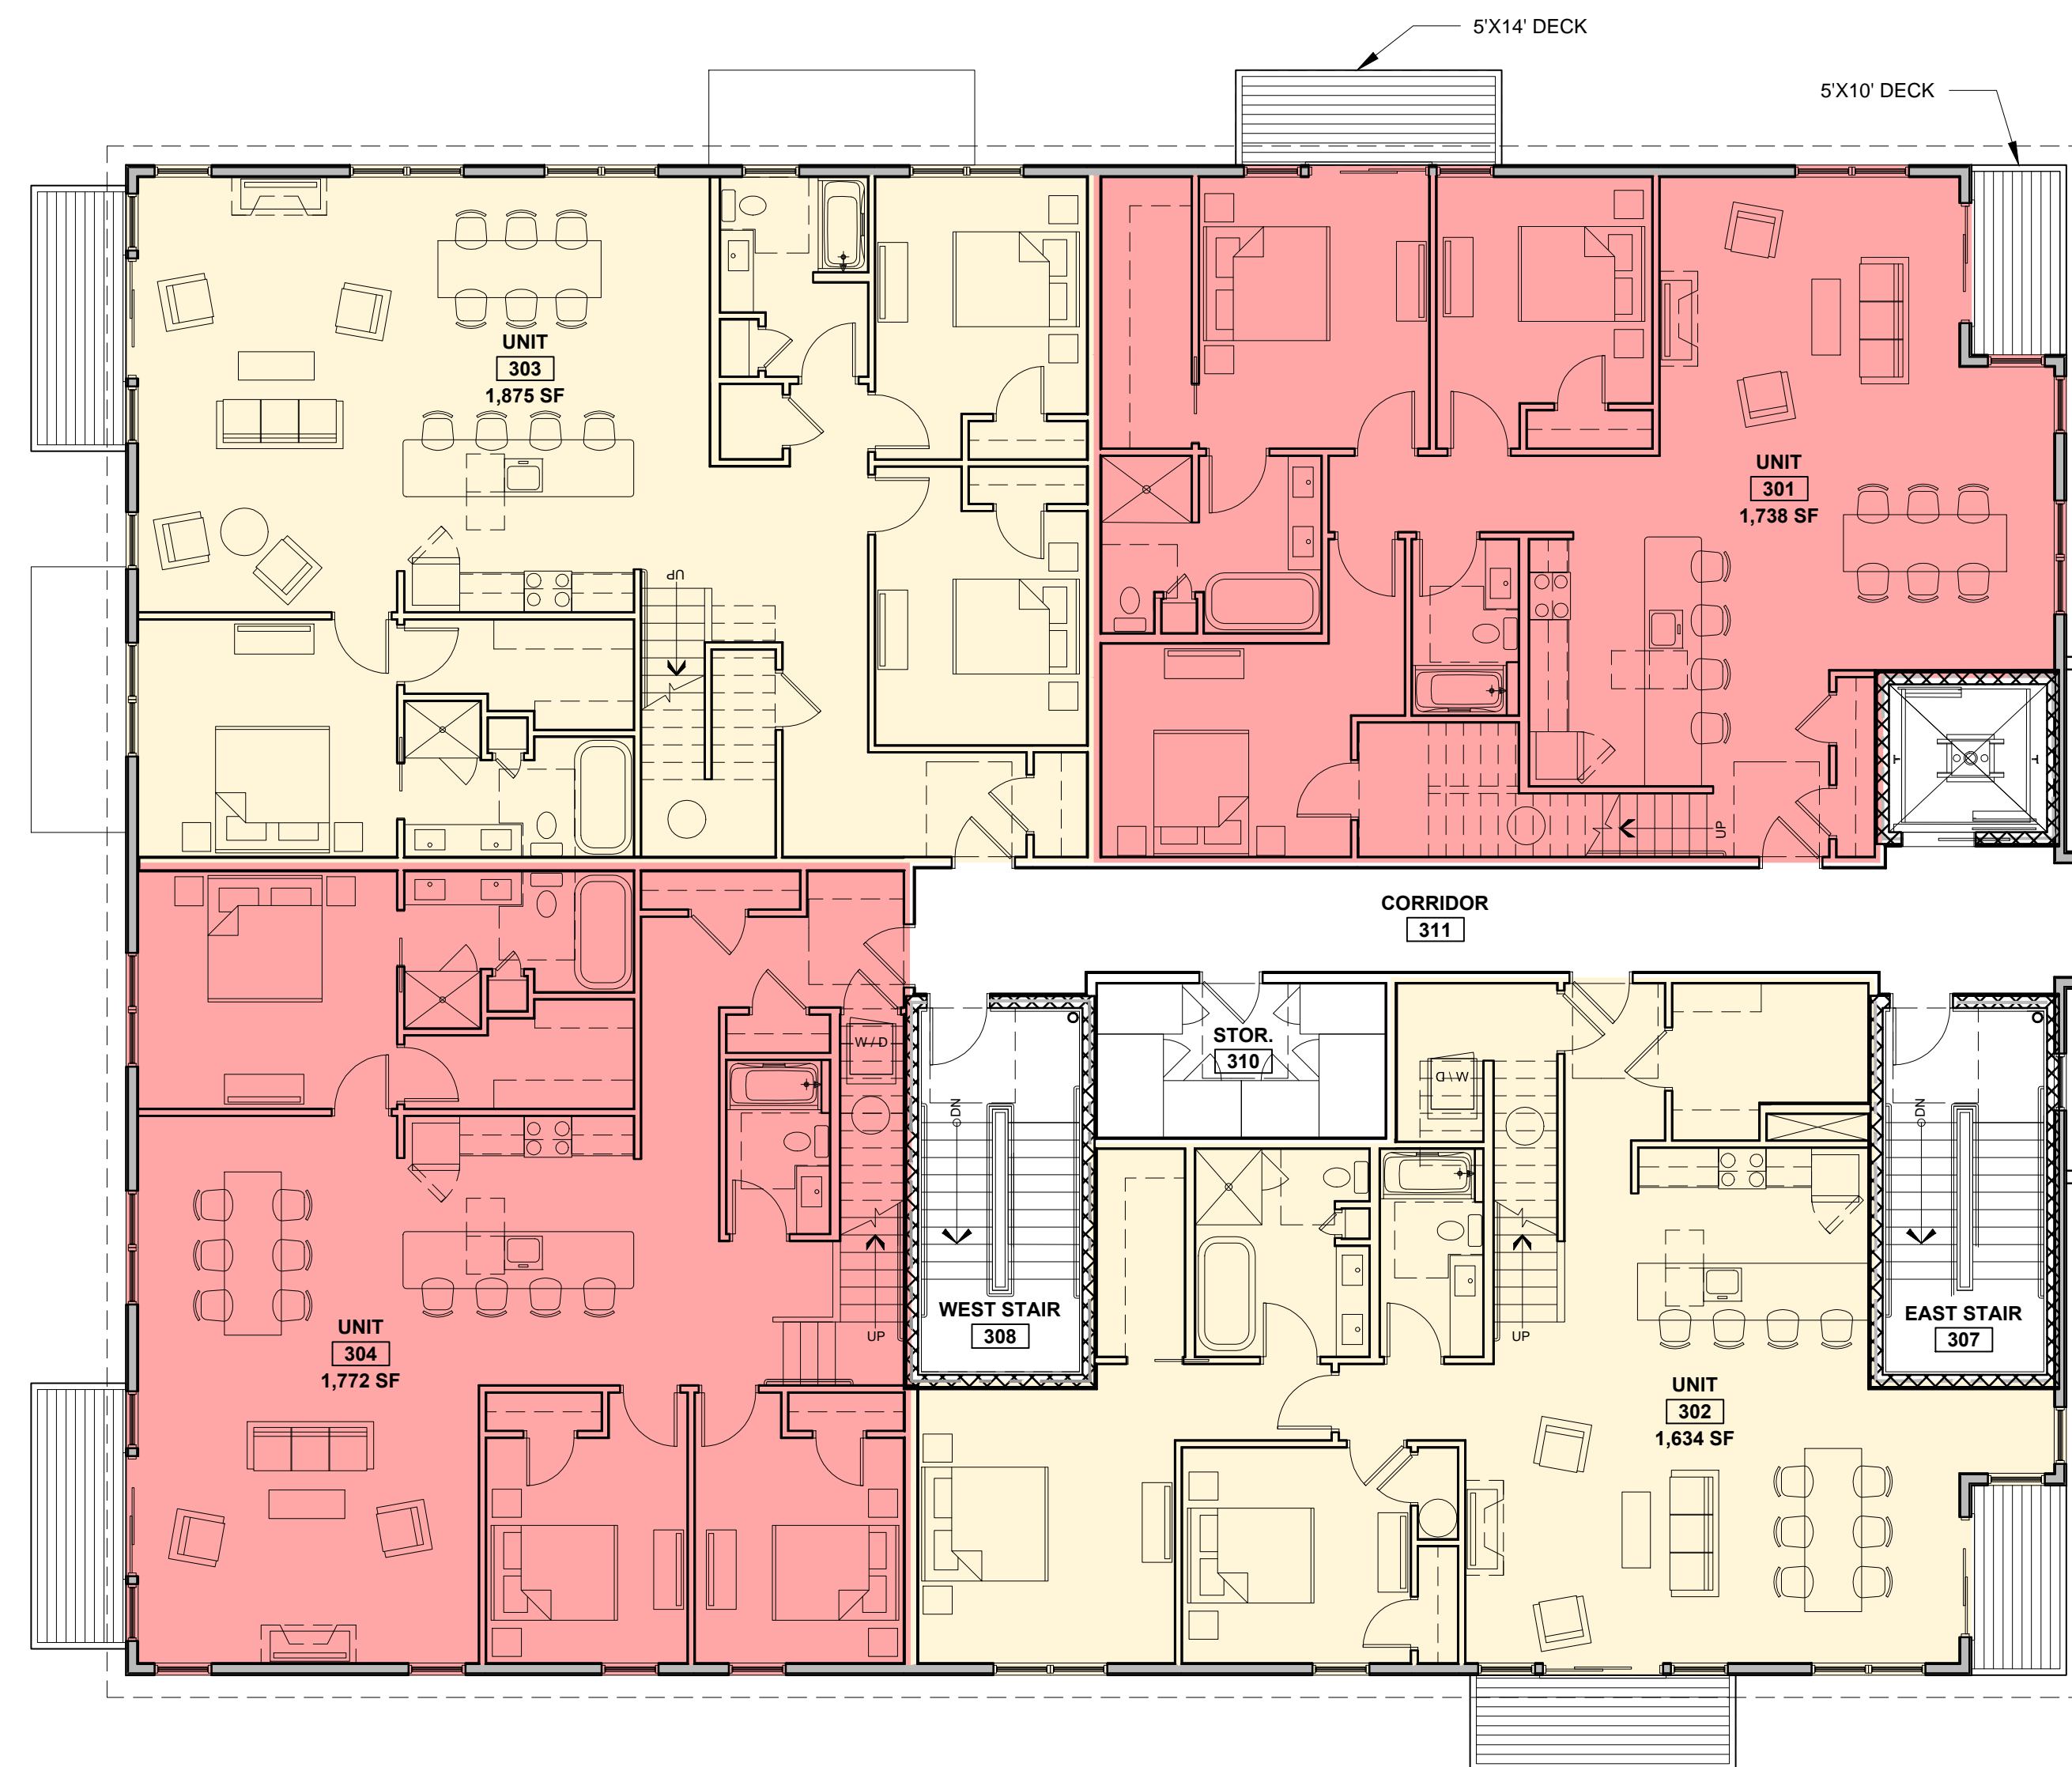 5'X14' DECK
5'X10' DECK
UNIT
303
1,875 SF
UNIT
301
1,738 SF
UP
UP
CORRIDOR
311
STOR.
310
W / D
W / D
DN
DN
WEST STAIR
308
EAST STAIR
307
UP
UP
UNIT
304
1,772 SF
UNIT
302
1,634 SF